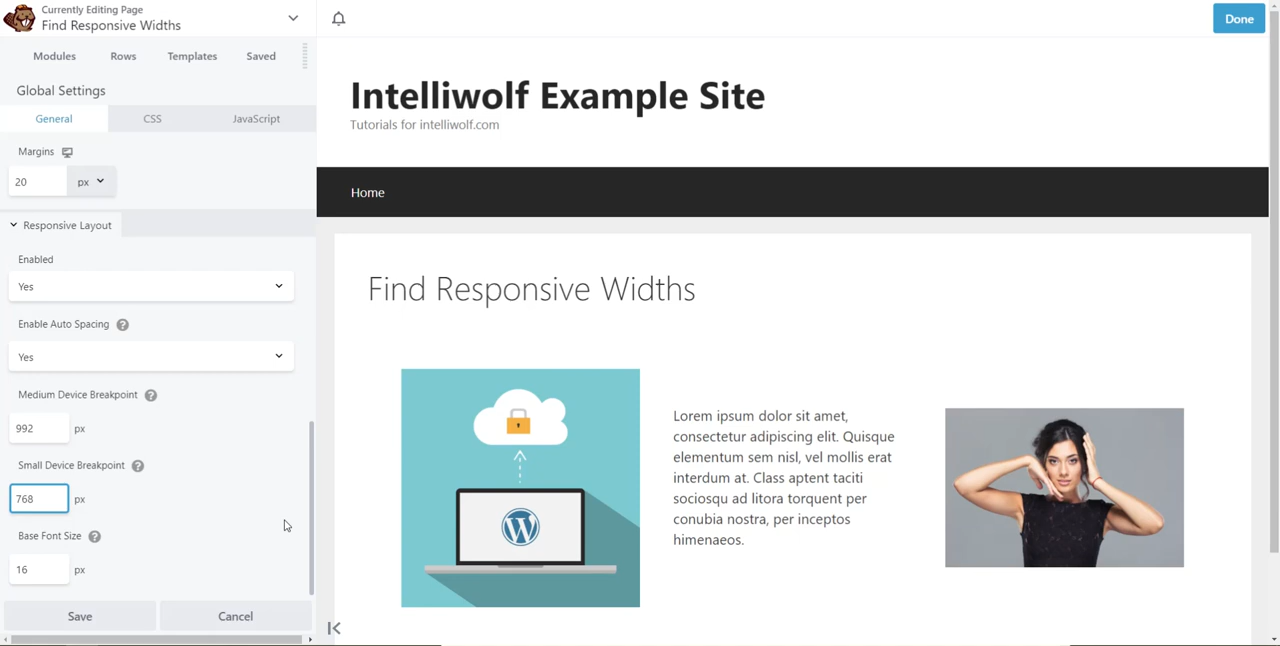 Currently Editing Page
Find Responsive Widths
Done
Modules Rows Templates Saved
Global Settings
General CSS JavaScript
Margins
20 px
Responsive Layout
Enabled
Yes
Enable Auto Spacing ?
Yes
Medium Device Breakpoint ?
992 px
Small Device Breakpoint ?
768 px
Base Font Size ?
16 px
Save Cancel
Intelliwolf Example Site
Tutorials for intelliwolf.com
Home
Find Responsive Widths
Lorem ipsum dolor sit amet,
consectetur adipiscing elit. Quisque
elementum sem nisl, vel mollis erat
interdum at. Class aptent taciti
sociosqu ad litora torquent per
conubia nostra, per inceptos
himenaeos.